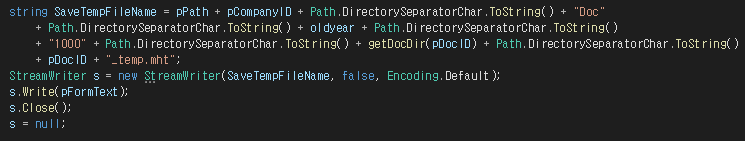 string SaveTempFileName = pPath + pCompanyID + Path.DirectorySeparatorChar.ToString() + "Doc"
+ Path.DirectorySeparatorChar.ToString() + oldyear + Path.DirectorySeparatorChar.ToString()
+ "1000" + Path.DirectorySeparatorChar.ToString() + getDocDir(pDocID) + Path.DirectorySeparatorChar.ToString()
+ pDocID + "_temp.mht";
StreamWriter s = new StreamWriter(SaveTempFileName, false, Encoding.Default);
s.Write(pFormText);
s.Close();
s = null;